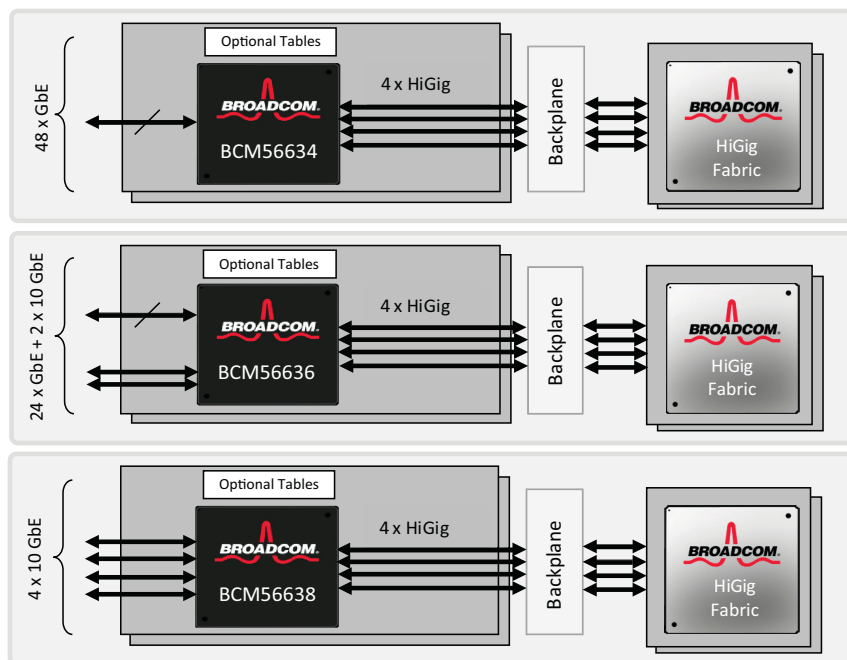 Optional Tables
48 x GbE
BROADCOM.
BCM56634
4 x HiGig
Backplane
BROADCOM.
HiGig
Fabric
Optional Tables
24 x GbE + 2 x 10 GbE
BROADCOM.
BCM56636
4 x HiGig
Backplane
BROADCOM.
HiGig
Fabric
Optional Tables
4 x 10 GbE
BROADCOM.
BCM56638
4 x HiGig
Backplane
BROADCOM.
HiGig
Fabric